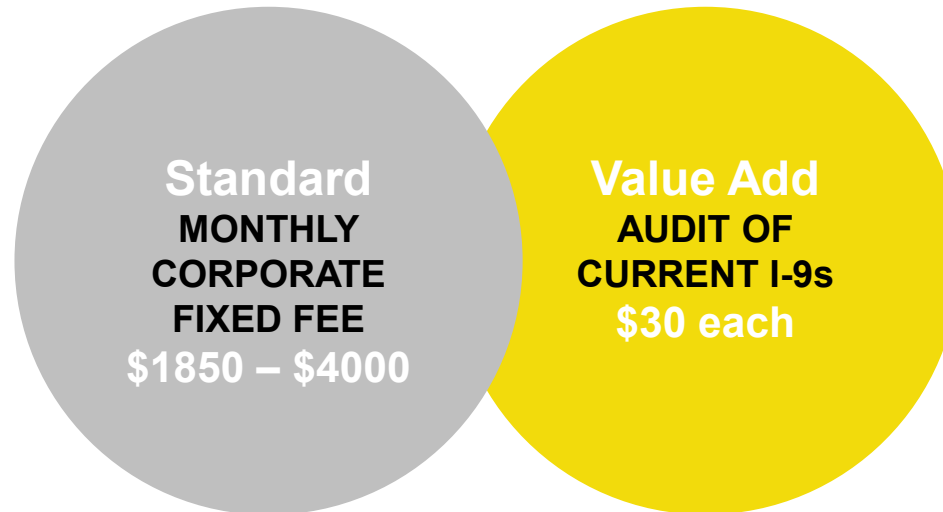 Standard
MONTHLY
CORPORATE
FIXED FEE
$1850 – $4000
Value Add
AUDIT OF
CURRENT I-9s
$30 each